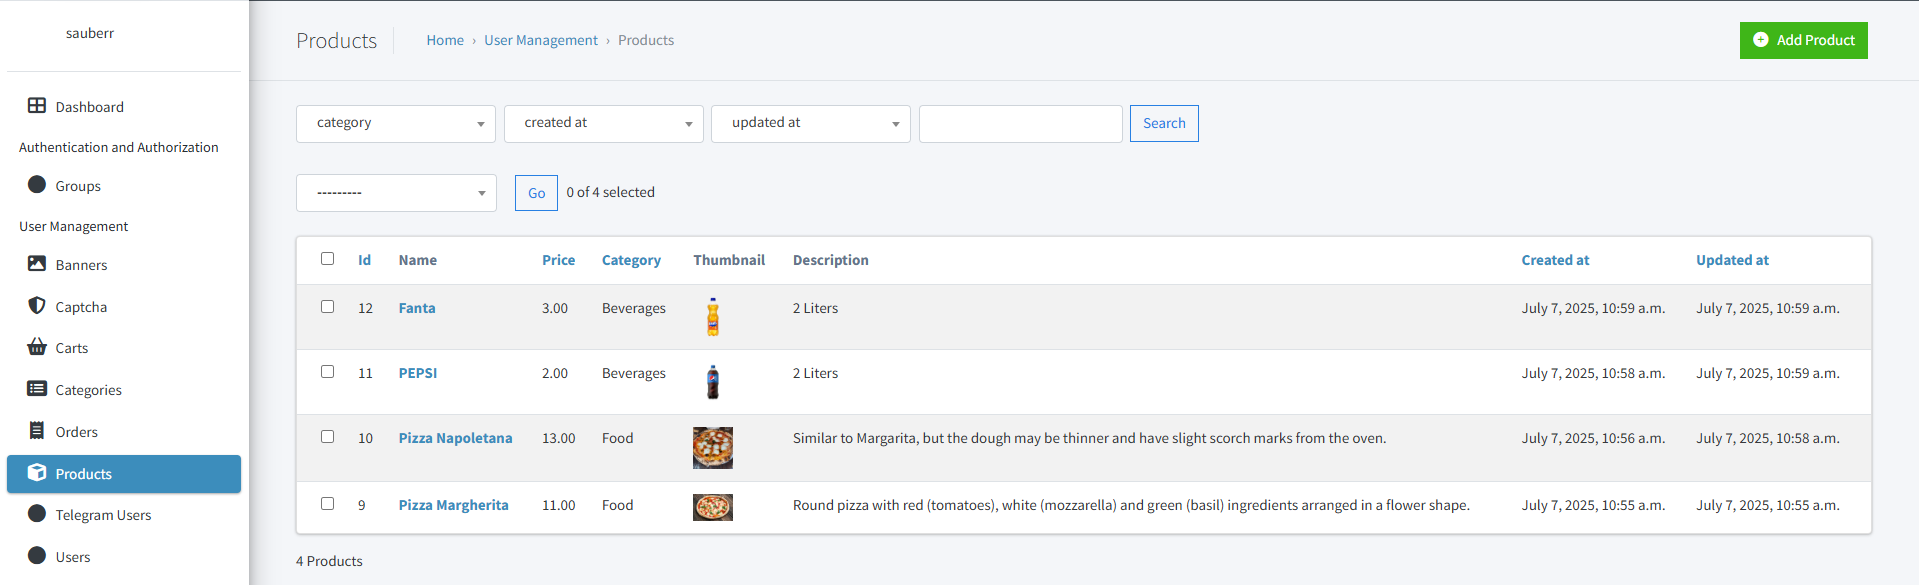 sauberr
Dashboard
Authentication and Authorization
Groups
User Management
Banners
Captcha
Carts
Categories
Orders
Products
Telegram Users
Users
Products Home › User Management › Products Add Product
category created at updated at Search
--------- Go 0 of 4 selected
Id Name Price Category Thumbnail Description Created at Updated at
12 Fanta 3.00 Beverages 2 Liters July 7, 2025, 10:59 a.m. July 7, 2025, 10:59 a.m.
11 PEPSI 2.00 Beverages 2 Liters July 7, 2025, 10:58 a.m. July 7, 2025, 10:59 a.m.
10 Pizza Napoletana 13.00 Food Similar to Margarita, but the dough may be thinner and have slight scorch marks from the oven. July 7, 2025, 10:56 a.m. July 7, 2025, 10:58 a.m.
9 Pizza Margherita 11.00 Food Round pizza with red (tomatoes), white (mozzarella) and green (basil) ingredients arranged in a flower shape. July 7, 2025, 10:55 a.m. July 7, 2025, 10:55 a.m.
4 Products